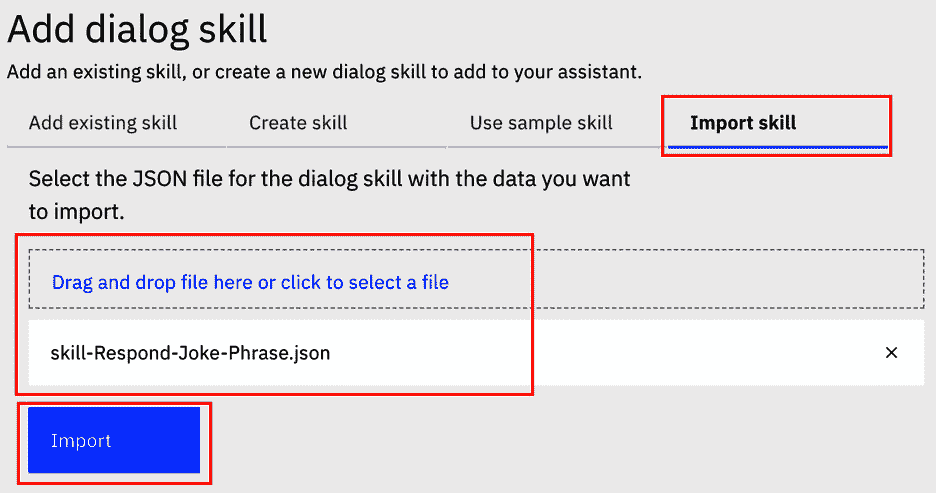 Add dialog skill
Add an existing skill, or create a new dialog skill to add to your assistant.
Add existing skill
Create skill
Use sample skill
Import skill
Select the JSON file for the dialog skill with the data you want
to import.
Drag and drop file here or click to select a file
skill-Respond-Joke-Phrase.json
Import